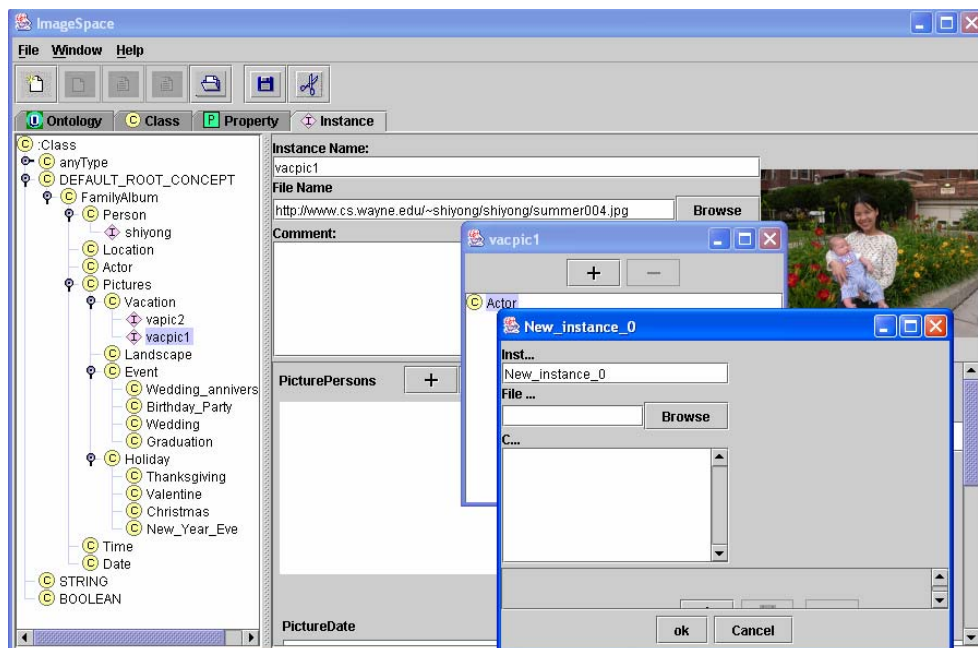 ImageSpace
File Window Help
Ontology
Class
Property
Instance
C :Class
C anyType
C DEFAULT_ROOT_CONCEPT
C FamilyAlbum
C Person
I shiyong
C Location
C Actor
C Pictures
C Vacation
I vapic2
I vacpic1
C Landscape
C Event
C Wedding_annivers
C Birthday_Party
C Wedding
C Graduation
C Holiday
C Thanksgiving
C Valentine
C Christmas
C New_Year_Eve
C Time
C Date
C STRING
C BOOLEAN
Instance Name:
vacpic1
File Name
http://www.cs.wayne.edu/~shiyong/shiyong/summer004.jpg Browse
Comment:
PicturePersons +
PictureDate
vacpic1
+ −
C Actor
New_instance_0
Inst...
New_instance_0
File ...
Browse
C...
ok Cancel